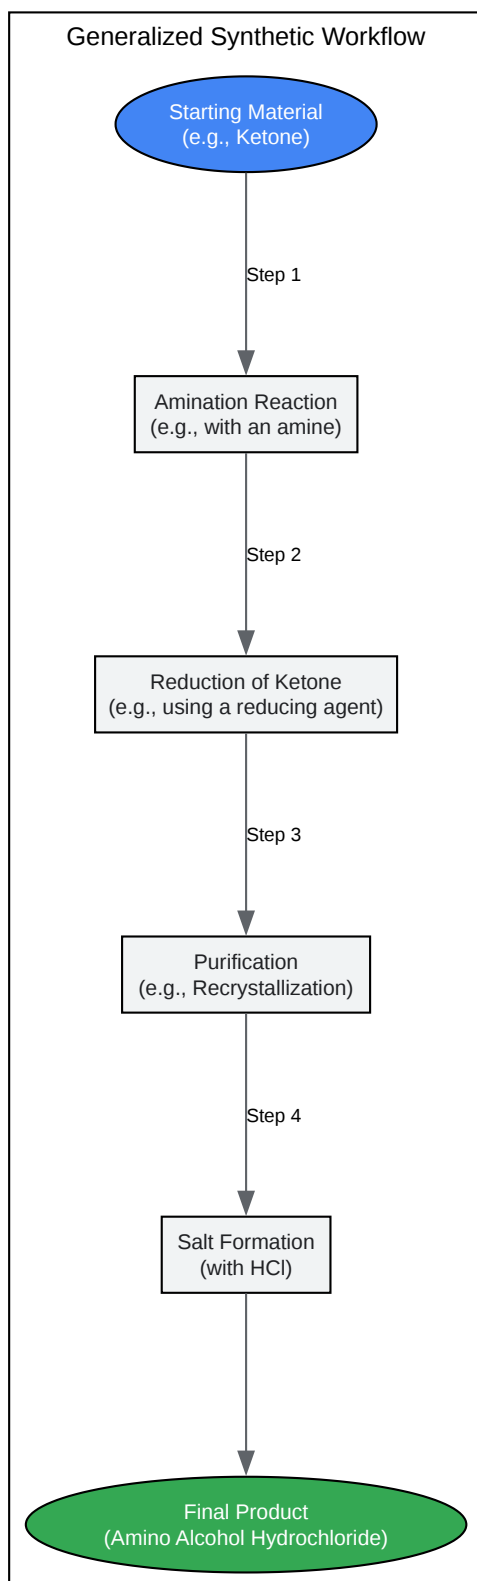 Generalized Synthetic Workflow
Starting Material
(e.g., Ketone)
Step 1
Amination Reaction
(e.g., with an amine)
Step 2
Reduction of Ketone
(e.g., using a reducing agent)
Step 3
Purification
(e.g., Recrystallization)
Step 4
Salt Formation
(with HCl)
Final Product
(Amino Alcohol Hydrochloride)